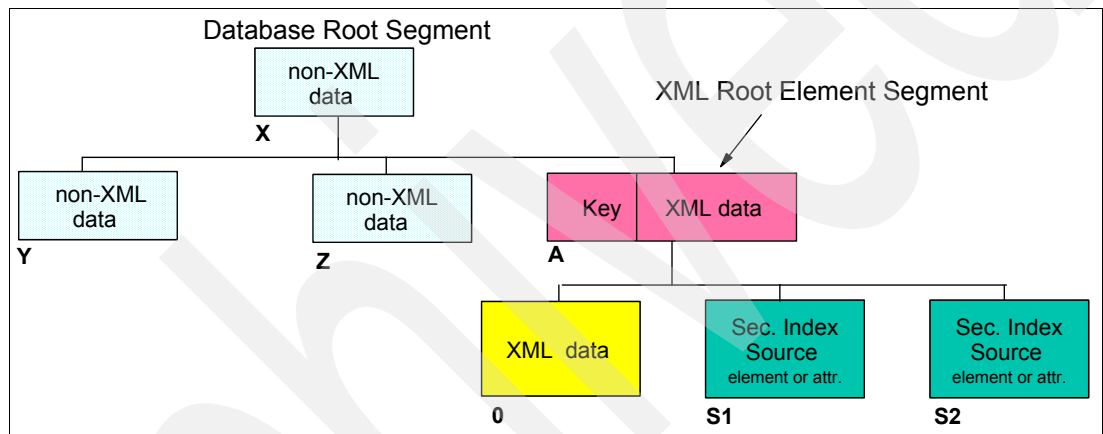 Database Root Segment
non-XML
data
X
XML Root Element Segment
non-XML
data
Y
non-XML
data
Z
Key
XML data
A
XML data
0
Sec. Index
Source
element or attr.
S1
Sec. Index
Source
element or attr.
S2